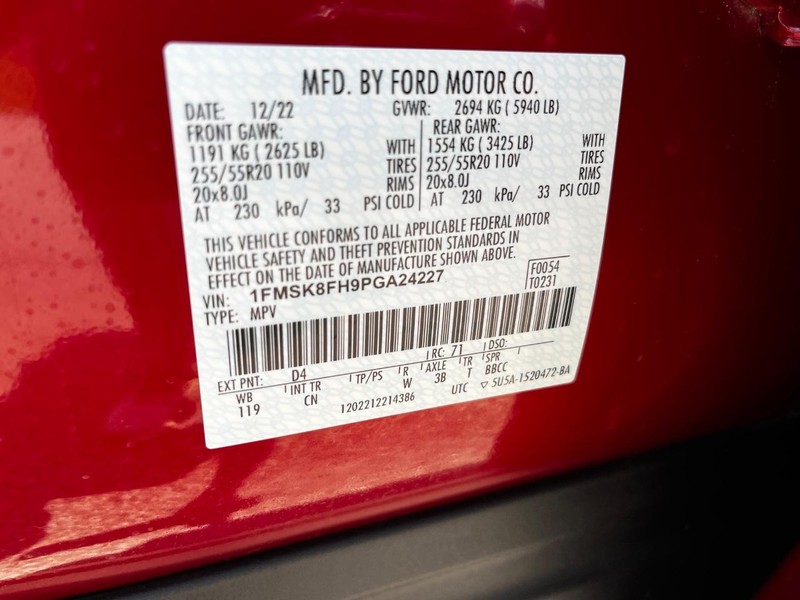 MFD. BY FORD MOTOR CO.
DATE: 12/22 GVWR: 2694 KG ( 5940 LB)
FRONT GAWR: REAR GAWR:
1191 KG ( 2625 LB) WITH 1554 KG ( 3425 LB) WITH
255/55R20 110V TIRES 255/55R20 110V TIRES
20x8.0J RIMS 20x8.0J RIMS
AT 230 kPa/ 33 PSI COLD AT 230 kPa/ 33 PSI COLD
THIS VEHICLE CONFORMS TO ALL APPLICABLE FEDERAL MOTOR
VEHICLE SAFETY AND THEFT PREVENTION STANDARDS IN
EFFECT ON THE DATE OF MANUFACTURE SHOWN ABOVE.
VIN: 1FMSK8FH9PGA24227 F0054
TYPE: MPV T0231
RC: 71 DSO:
EXT PNT: D4
WB INT TR TP/PS R AXLE TR SPR
119 CN W 3B T BBCC
1202212214386 UTC ▽ 5U5A-1520472-BA